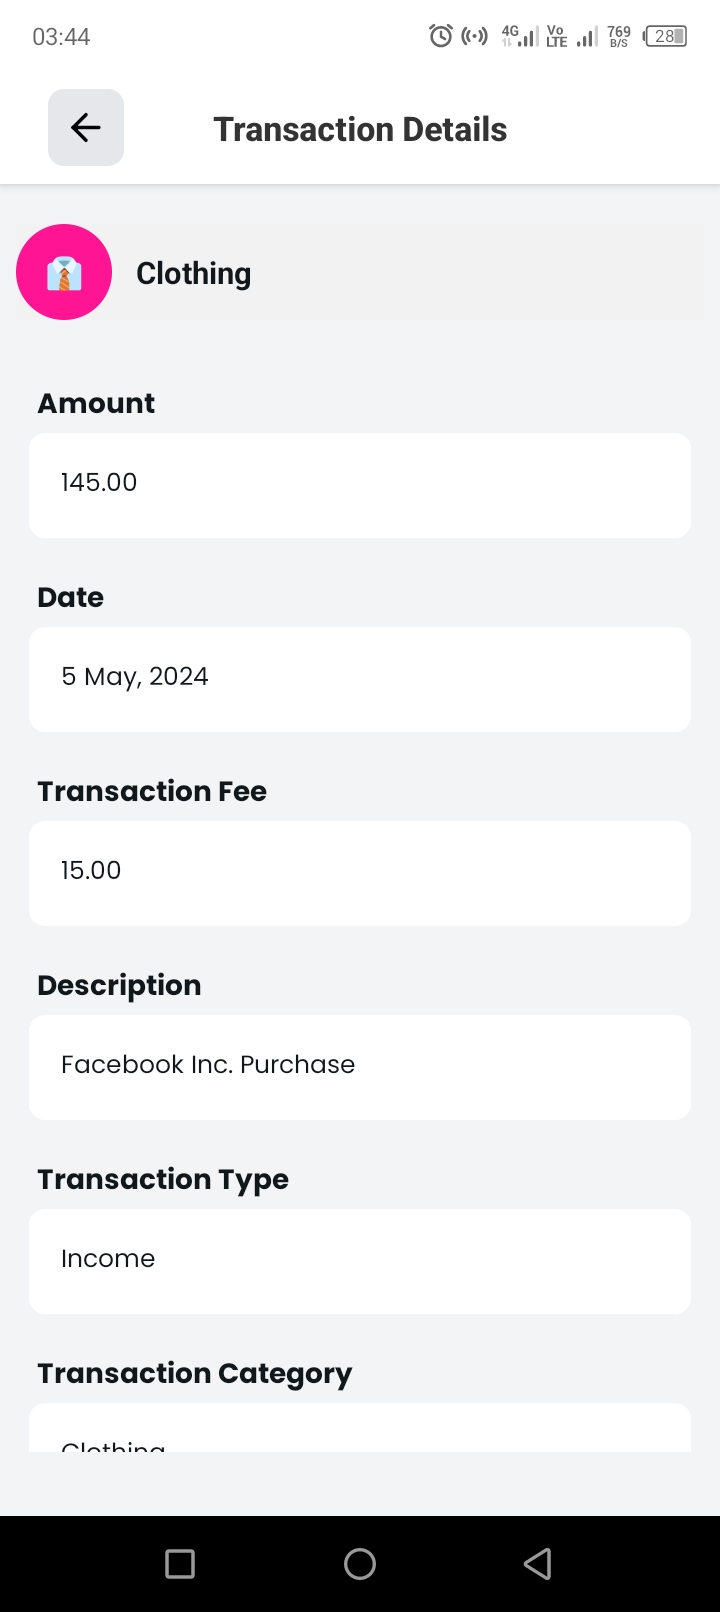 03:44
4G
Vo
LTE
769
B/S
28
Transaction Details
Clothing
Amount
145.00
Date
5 May, 2024
Transaction Fee
15.00
Description
Facebook Inc. Purchase
Transaction Type
Income
Transaction Category
Clothing